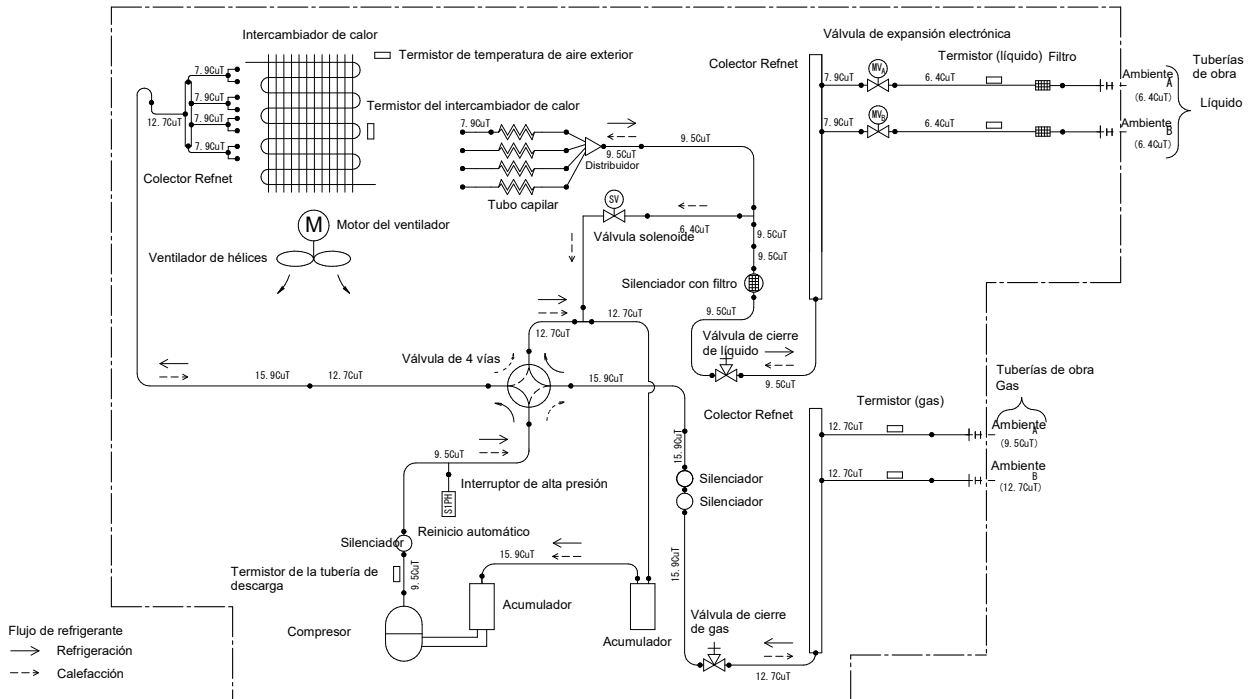 Intercambiador de calor
Termistor de temperatura de aire exterior
7.9CuT
7.9CuT
7.9CuT
7.9CuT
12.7CuT
Colector Refnet
Termistor del intercambiador de calor
7.9CuT
9.5CuT
Distribuidor
Tubo capilar
9.5CuT
M
Motor del ventilador
Ventilador de hélices
SV
Válvula solenoide
6.4CuT
9.5CuT
9.5CuT
Silenciador con filtro
9.5CuT
Válvula de cierre
de líquido
9.5CuT
Válvula de expansión electrónica
Colector Refnet
Termistor (líquido)
Filtro
7.9CuT
MVA
6.4CuT
7.9CuT
MVB
6.4CuT
Ambiente
A
(6.4CuT)
Ambiente
B
(6.4CuT)
Tuberías
de obra
Líquido
12.7CuT
12.7CuT
Válvula de 4 vías
15.9CuT
12.7CuT
15.9CuT
9.5CuT
S1PH
Interruptor de alta presión
Reinicio automático
Silenciador
9.5CuT
Termistor de la tubería de
descarga
Compresor
15.9CuT
Acumulador
Acumulador
15.9CuT
Silenciador
Silenciador
15.9CuT
Válvula de cierre
de gas
12.7CuT
Colector Refnet
Termistor (gas)
12.7CuT
12.7CuT
Tuberías de obra
Gas
Ambiente
A
(9.5CuT)
Ambiente
B
(12.7CuT)
Flujo de refrigerante
Refrigeración
Calefacción